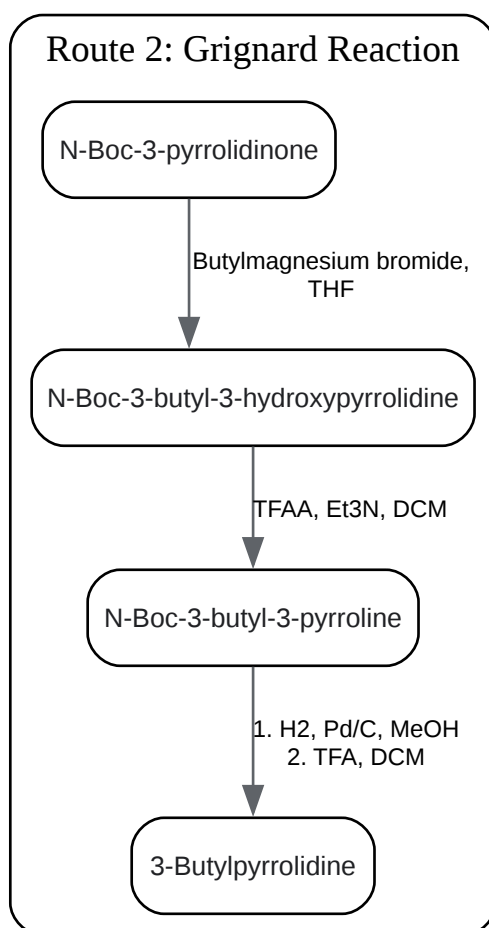 Route 2: Grignard Reaction
N-Boc-3-pyrrolidinone
Butylmagnesium bromide,
THF
N-Boc-3-butyl-3-hydroxypyrrolidine
TFAA, Et3N, DCM
N-Boc-3-butyl-3-pyrroline
1. H2, Pd/C, MeOH
2. TFA, DCM
3-Butylpyrrolidine